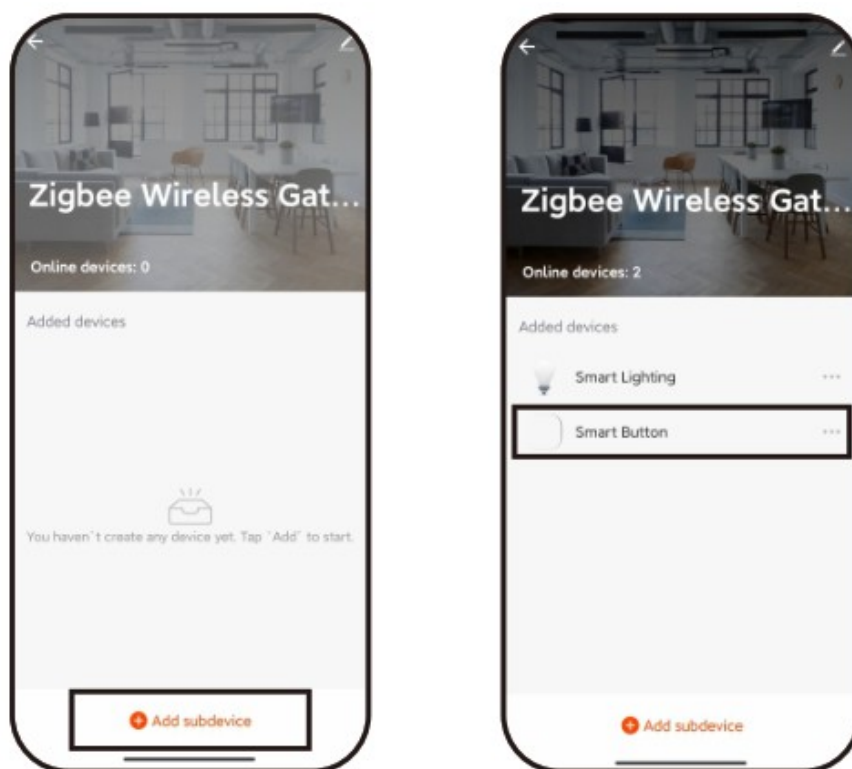 Zigbee Wireless Gat...
Online devices: 0
Added devices
You haven't create any device yet. Tap "Add" to start.
Add subdevice
Zigbee Wireless Gat...
Online devices: 2
Added devices
Smart Lighting
Smart Button
Add subdevice